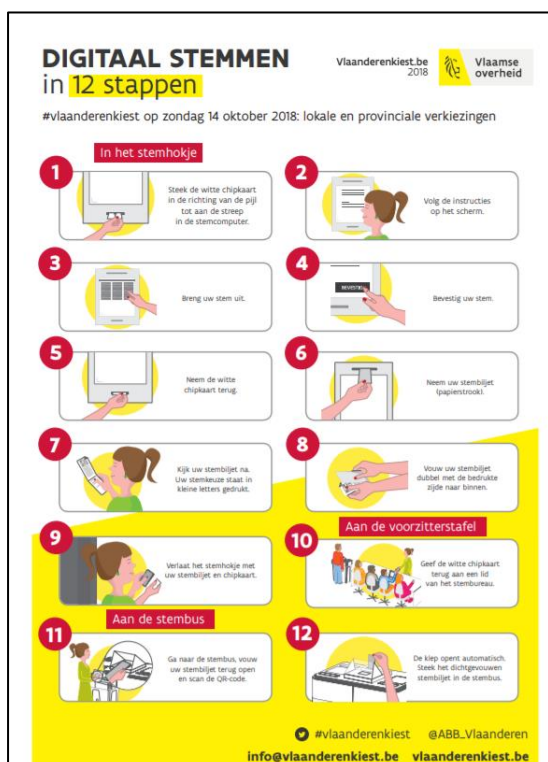 DIGITAAL STEMMEN
in 12 stappen
Vlaanderenkiest.be
2018
Vlaamse
overheid
#vlaanderenkiest op zondag 14 oktober 2018: lokale en provinciale verkiezingen
In het stemhokje
1
Steek de witte chipkaart
in de richting van de pijl
tot aan de streep
in de stemcomputer.
2
Volg de instructies
op het scherm.
3
Breng uw stem uit.
4
BEVESTIG
Bevestig uw stem.
5
Neem de witte
chipkaart terug.
6
Neem uw stembiljet
(papierstrook).
7
Kijk uw stembiljet na.
Uw stemkeuze staat in
kleine letters gedrukt.
8
Vouw uw stembiljet
dubbel met de bedrukte
zijde naar binnen.
9
Verlaat het stemhokje met
uw stembiljet en chipkaart.
Aan de voorzitterstafel
10
Geef de witte chipkaart
terug aan een lid
van het stembureau.
Aan de stembus
11
Ga naar de stembus, vouw
uw stembiljet terug open
en scan de QR-code.
12
De klep opent automatisch.
Steek het dichtgevouwen
stembiljet in de stembus.
#vlaanderenkiest @ABB_Vlaanderen
info@vlaanderenkiest.be vlaanderenkiest.be